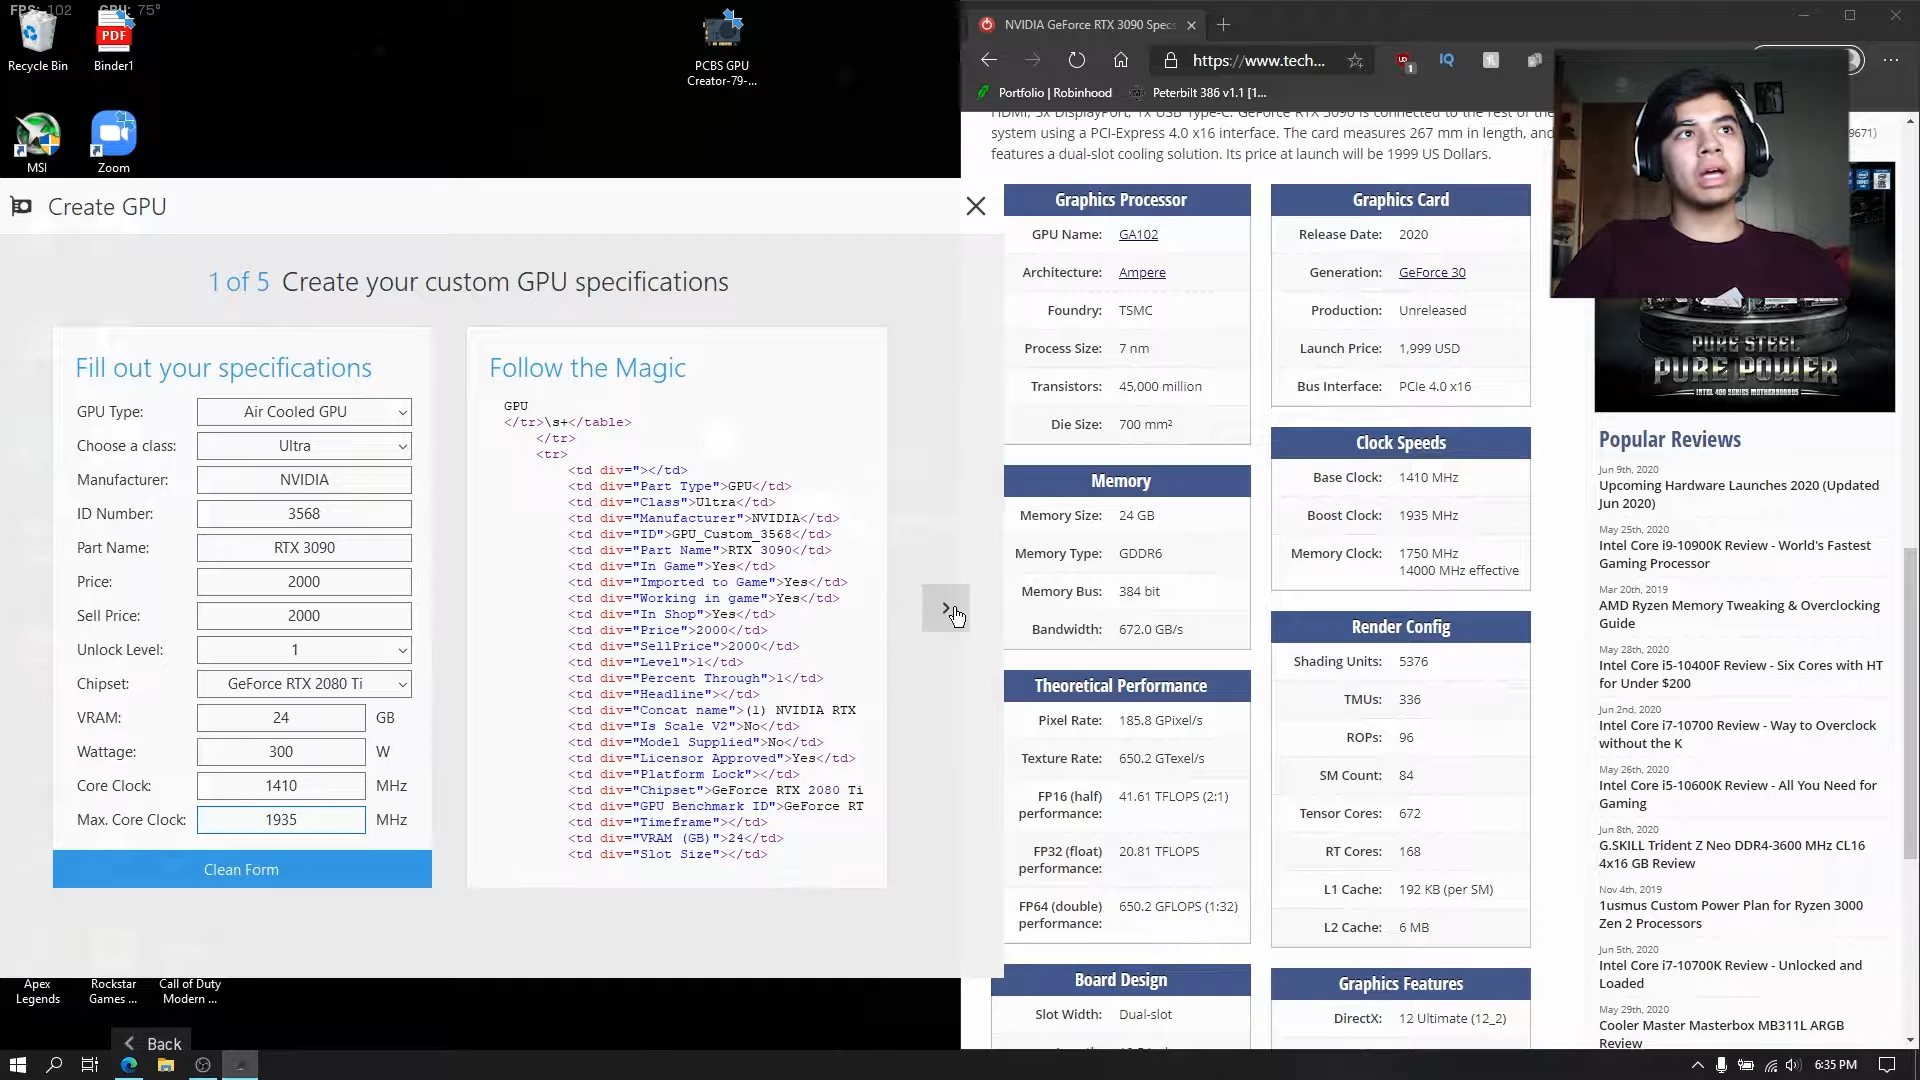 FPS: 102 GPU: 75°
Recycle Bin
PDF
Binder1
MSI
Zoom
PCBS GPU
Creator-79-...
Create GPU
1 of 5 Create your custom GPU specifications
Fill out your specifications
GPU Type: Air Cooled GPU
Choose a class: Ultra
Manufacturer: NVIDIA
ID Number: 3568
Part Name: RTX 3090
Price: 2000
Sell Price: 2000
Unlock Level: 1
Chipset: GeForce RTX 2080 Ti
VRAM: 24 GB
Wattage: 300 W
Core Clock: 1410 MHz
Max. Core Clock: 1935 MHz
Clean Form
Follow the Magic
GPU
</tr>\s+</table>
</tr>
<tr>
<td div="></td>
<td div="Part Type">GPU</td>
<td div="Class">Ultra</td>
<td div="Manufacturer">NVIDIA</td>
<td div="ID">GPU_Custom_3568</td>
<td div="Part Name">RTX 3090</td>
<td div="In Game">Yes</td>
<td div="Imported to Game">Yes</td>
<td div="Working in game">Yes</td>
<td div="In Shop">Yes</td>
<td div="Price">2000</td>
<td div="SellPrice">2000</td>
<td div="Level">1</td>
<td div="Percent Through">1</td>
<td div="Headline"></td>
<td div="Concat name">(1) NVIDIA RTX
<td div="Is Scale V2">No</td>
<td div="Model Supplied">No</td>
<td div="Licensor Approved">Yes</td>
<td div="Platform Lock"></td>
<td div="Chipset">GeForce RTX 2080 Ti
<td div="GPU Benchmark ID">GeForce RT
<td div="Timeframe"></td>
<td div="VRAM (GB)">24</td>
<td div="Slot Size"></td>
Apex
Legends
Rockstar
Games ...
Call of Duty
Modern ...
Back
NVIDIA GeForce RTX 3090 Specs
https://www.tech...
1
IQ
Portfolio | Robinhood
Peterbilt 386 v1.1 [1...
HDMI, 3x DisplayPort, 1x USB Type-C. GeForce RTX 3090 is connected to the rest of the
system using a PCI-Express 4.0 x16 interface. The card measures 267 mm in length, and
features a dual-slot cooling solution. Its price at launch will be 1999 US Dollars.
9671)
Graphics Processor
GPU Name: GA102
Architecture: Ampere
Foundry: TSMC
Process Size: 7 nm
Transistors: 45,000 million
Die Size: 700 mm²
Memory
Memory Size: 24 GB
Memory Type: GDDR6
Memory Bus: 384 bit
Bandwidth: 672.0 GB/s
Theoretical Performance
Pixel Rate: 185.8 GPixel/s
Texture Rate: 650.2 GTexel/s
FP16 (half) performance: 41.61 TFLOPS (2:1)
FP32 (float) performance: 20.81 TFLOPS
FP64 (double) performance: 650.2 GFLOPS (1:32)
Board Design
Slot Width: Dual-slot
Graphics Card
Release Date: 2020
Generation: GeForce 30
Production: Unreleased
Launch Price: 1,999 USD
Bus Interface: PCIe 4.0 x16
Clock Speeds
Base Clock: 1410 MHz
Boost Clock: 1935 MHz
Memory Clock: 1750 MHz
14000 MHz effective
Render Config
Shading Units: 5376
TMUs: 336
ROPs: 96
SM Count: 84
Tensor Cores: 672
RT Cores: 168
L1 Cache: 192 KB (per SM)
L2 Cache: 6 MB
Graphics Features
DirectX: 12 Ultimate (12_2)
PURE STEEL
PURE POWER
INTEL 400 SERIES MOTHERBOARDS
Popular Reviews
Jun 9th, 2020
Upcoming Hardware Launches 2020 (Updated
Jun 2020)
May 25th, 2020
Intel Core i9-10900K Review - World's Fastest
Gaming Processor
Mar 20th, 2019
AMD Ryzen Memory Tweaking & Overclocking
Guide
May 28th, 2020
Intel Core i5-10400F Review - Six Cores with HT
for Under $200
Jun 2nd, 2020
Intel Core i7-10700 Review - Way to Overclock
without the K
May 26th, 2020
Intel Core i5-10600K Review - All You Need for
Gaming
Jun 8th, 2020
G.SKILL Trident Z Neo DDR4-3600 MHz CL16
4x16 GB Review
Nov 4th, 2019
1usmus Custom Power Plan for Ryzen 3000
Zen 2 Processors
Jun 5th, 2020
Intel Core i7-10700K Review - Unlocked and
Loaded
May 29th, 2020
Cooler Master Masterbox MB311L ARGB
Review
6:35 PM